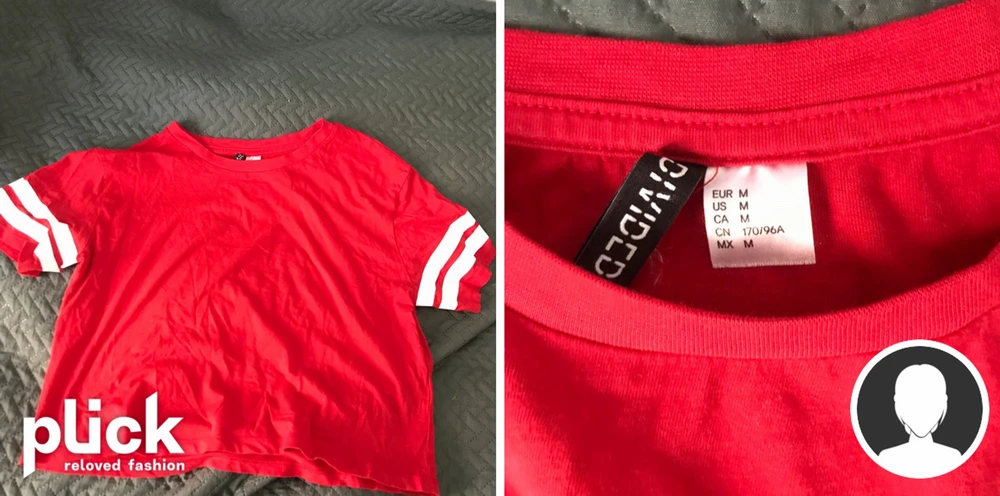 plick
reloved fashion
DIVIDED
EUR M
US M
CA M
CN 170/96A
MX M